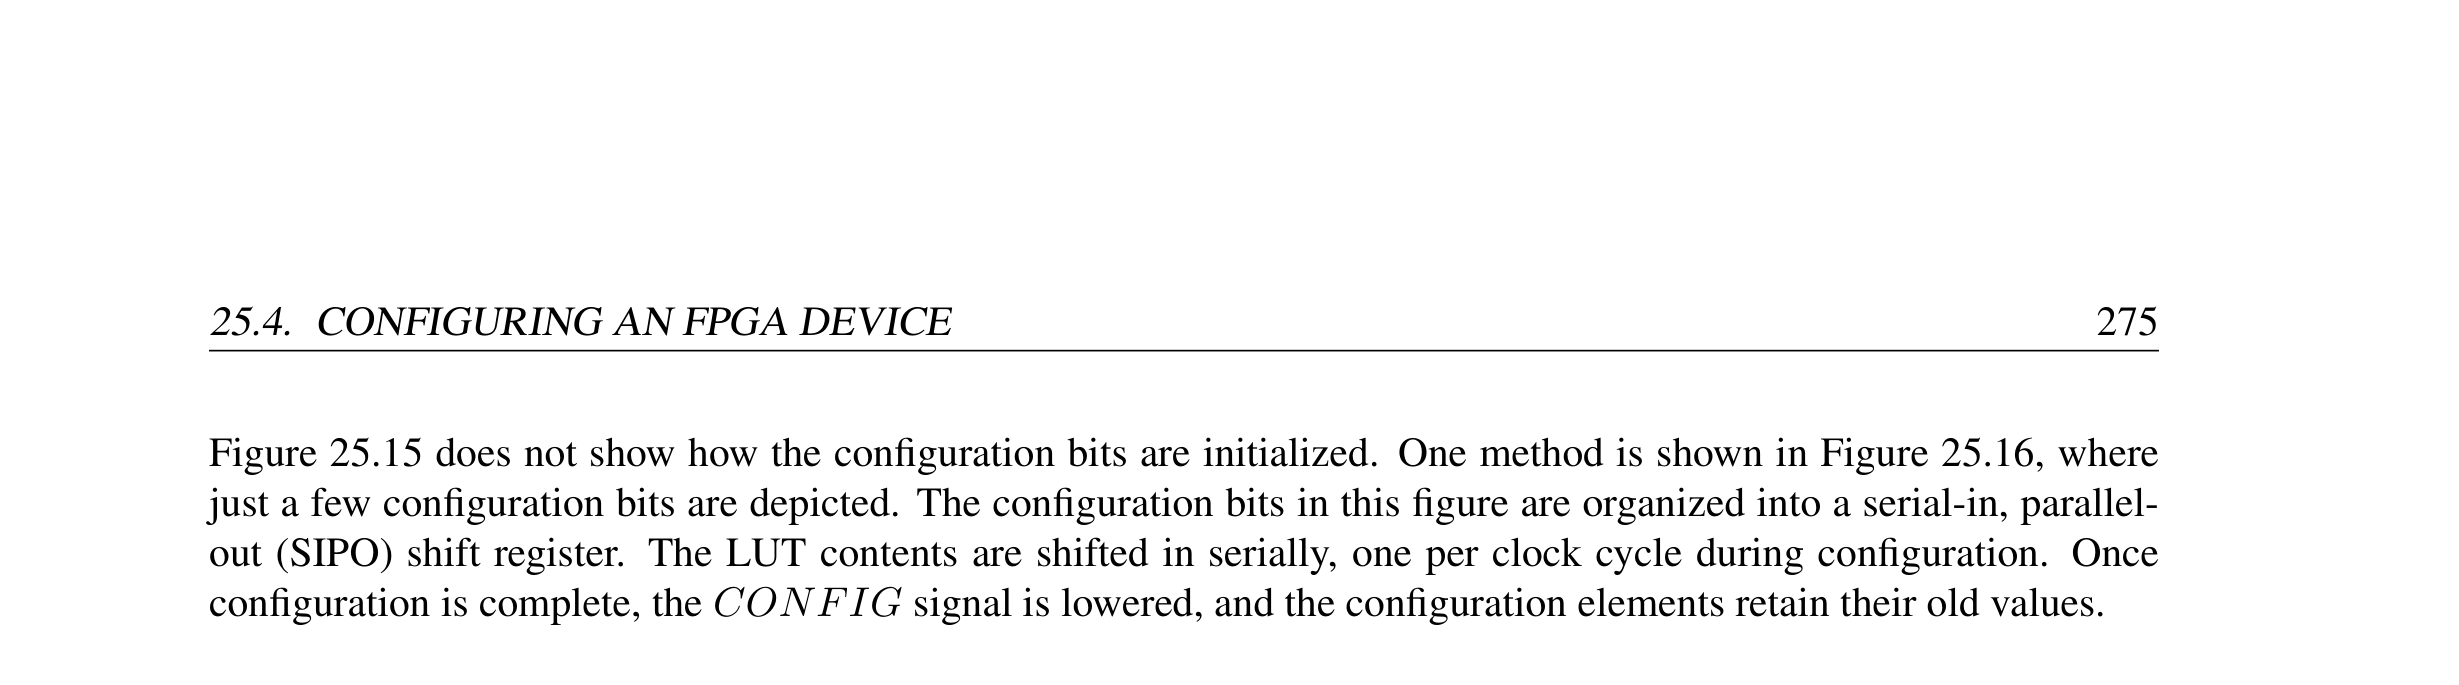 25.4. CONFIGURING AN FPGA DEVICE 275
Figure 25.15 does not show how the configuration bits are initialized. One method is shown in Figure 25.16, where
just a few configuration bits are depicted. The configuration bits in this figure are organized into a serial-in, parallel-
out (SIPO) shift register. The LUT contents are shifted in serially, one per clock cycle during configuration. Once
configuration is complete, the CONFIG signal is lowered, and the configuration elements retain their old values.